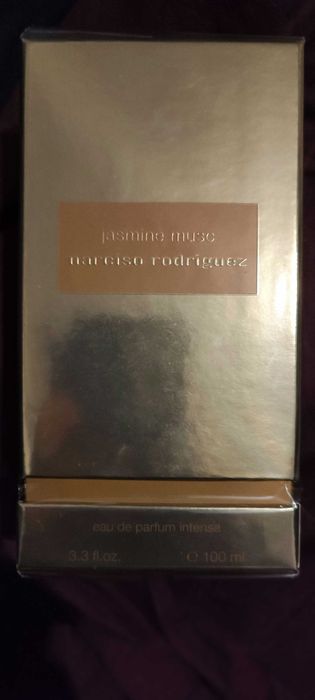 jasmine musc
narciso rodriguez
eau de parfum intense
3.3 fl.oz. ℮ 100 ml